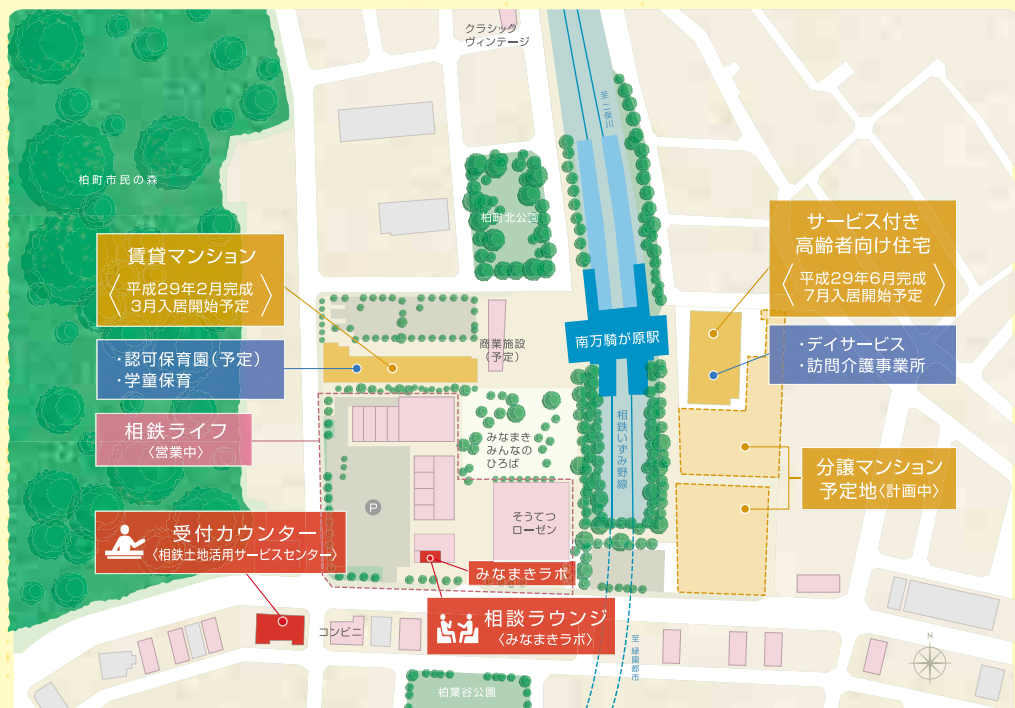 クラシック
ヴィンテージ
至 二俣川
柏町市民の森
柏町北公園
賃貸マンション
平成29年2月完成
3月入居開始予定
サービス付き
高齢者向け住宅
平成29年6月完成
7月入居開始予定
南万騎が原駅
商業施設
(予定)
・認可保育園(予定)
・学童保育
・デイサービス
・訪問介護事業所
相鉄ライフ
〈営業中〉
みなまき
みんなの
ひろば
相鉄いずみ野線
分譲マンション
予定地〈計画中〉
P
そうてつ
ローゼン
受付カウンター
〈相鉄土地活用サービスセンター〉
みなまきラボ
相談ラウンジ
〈みなまきラボ〉
コンビニ
至 緑園都市
N
柏葉谷公園